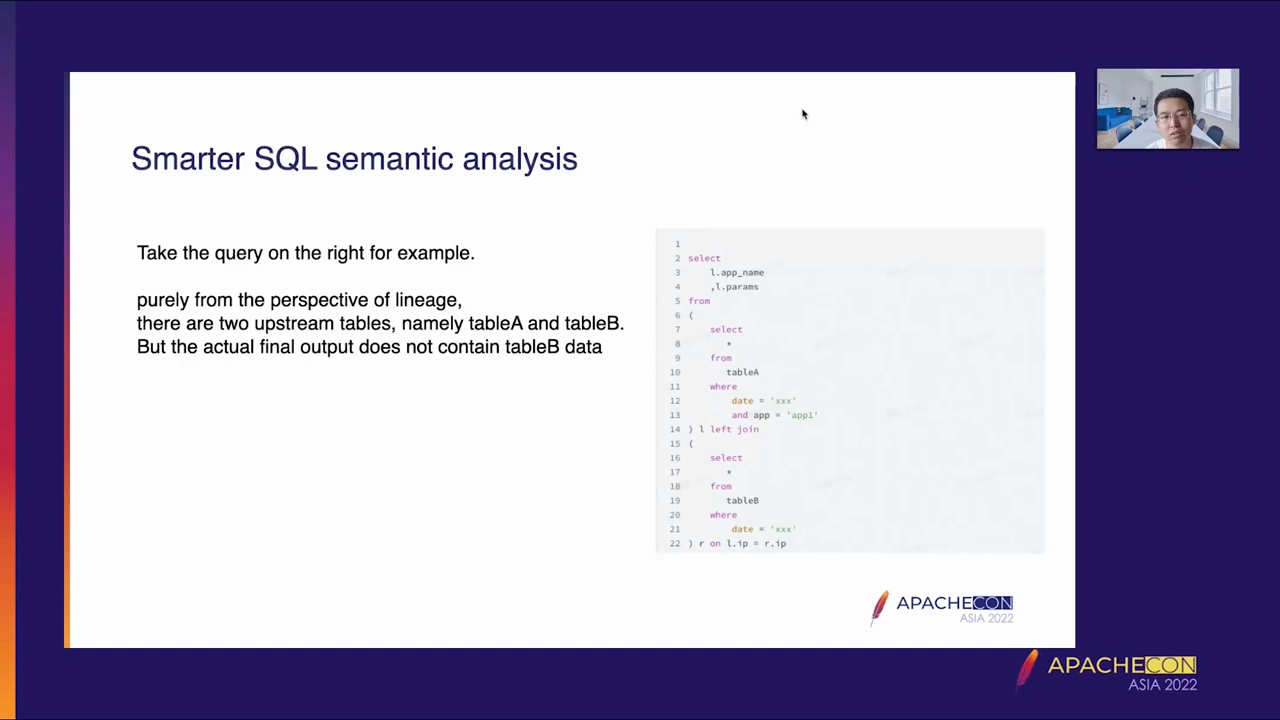 Smarter SQL semantic analysis
Take the query on the right for example.
purely from the perspective of lineage,
there are two upstream tables, namely tableA and tableB.
But the actual final output does not contain tableB data
1
2 select
3 l.app_name
4 ,l.params
5 from
6 (
7 select
8 *
9 from
10 tableA
11 where
12 date = 'xxx'
13 and app = 'app1'
14 ) l left join
15 (
16 select
17 *
18 from
19 tableB
20 where
21 date = 'xxx'
22 ) r on l.ip = r.ip
APACHECON
ASIA 2022
APACHECON
ASIA 2022